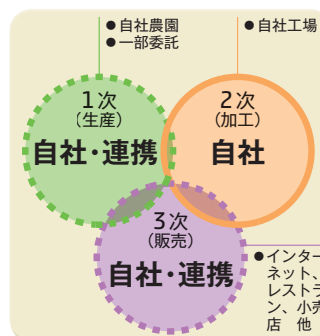 ●自社農園
●一部委託
●自社工場
1次
（生産）
自社・連携
2次
（加工）
自社
3次
（販売）
自社・連携
●インター
ネット、
レストラ
ン、小売
店 他